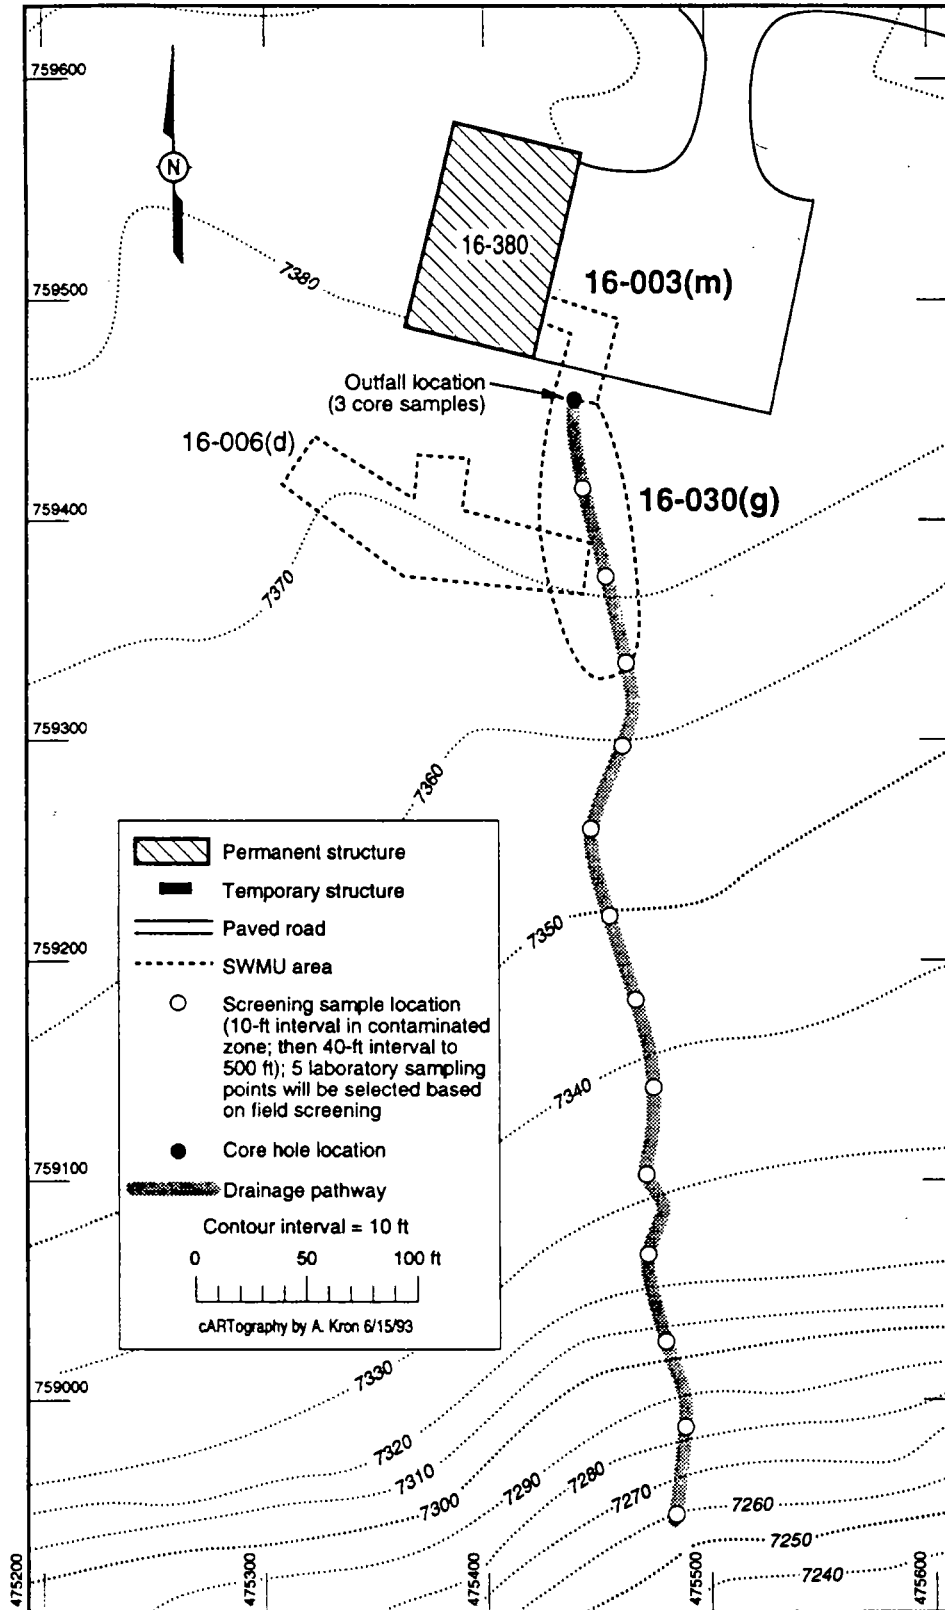 759600
N
16-380
16-003(m)
7380
759500
Outfall location
(3 core samples)
16-006(d)
16-030(g)
759400
7370
759300
7360
Permanent structure
Temporary structure
Paved road
SWMU area
Screening sample location
(10-ft interval in contaminated
zone; then 40-ft interval to
500 ft); 5 laboratory sampling
points will be selected based
on field screening
Core hole location
Drainage pathway
Contour interval = 10 ft
0 50 100 ft
cARTography by A. Kron 6/15/93
7350
759200
7340
759100
7330
759000
7320
7310
7300
7290
7280
7270
7260
7250
7240
475200
475300
475400
475500
475600